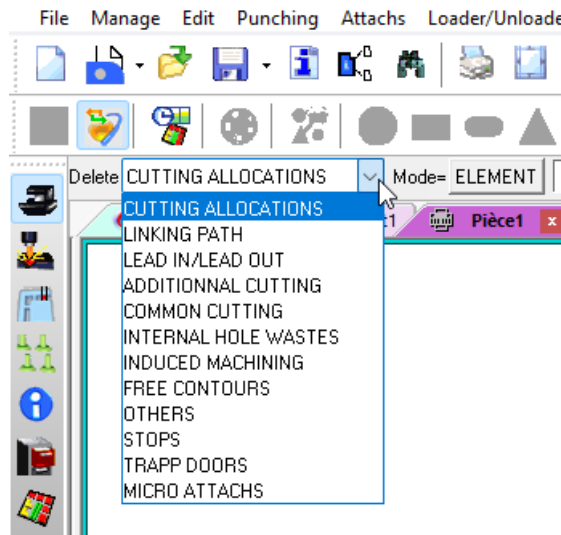 File Manage Edit Punching Attachs Loader/Unloade
Delete CUTTING ALLOCATIONS Mode= ELEMENT
1 Pièce1 x
CUTTING ALLOCATIONS
LINKING PATH
LEAD IN/LEAD OUT
ADDITIONNAL CUTTING
COMMON CUTTING
INTERNAL HOLE WASTES
INDUCED MACHINING
FREE CONTOURS
OTHERS
STOPS
TRAPP DOORS
MICRO ATTACHS